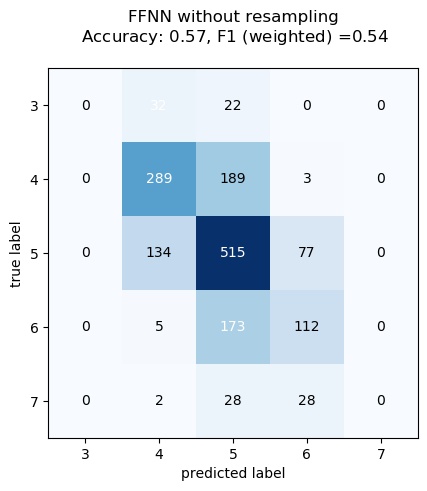 FFNN without resampling
Accuracy: 0.57, F1 (weighted) =0.54
3 0 32 22 0 0
4 0 289 189 3 0
5 0 134 515 77 0
6 0 5 173 112 0
7 0 2 28 28 0
true label
3 4 5 6 7
predicted label